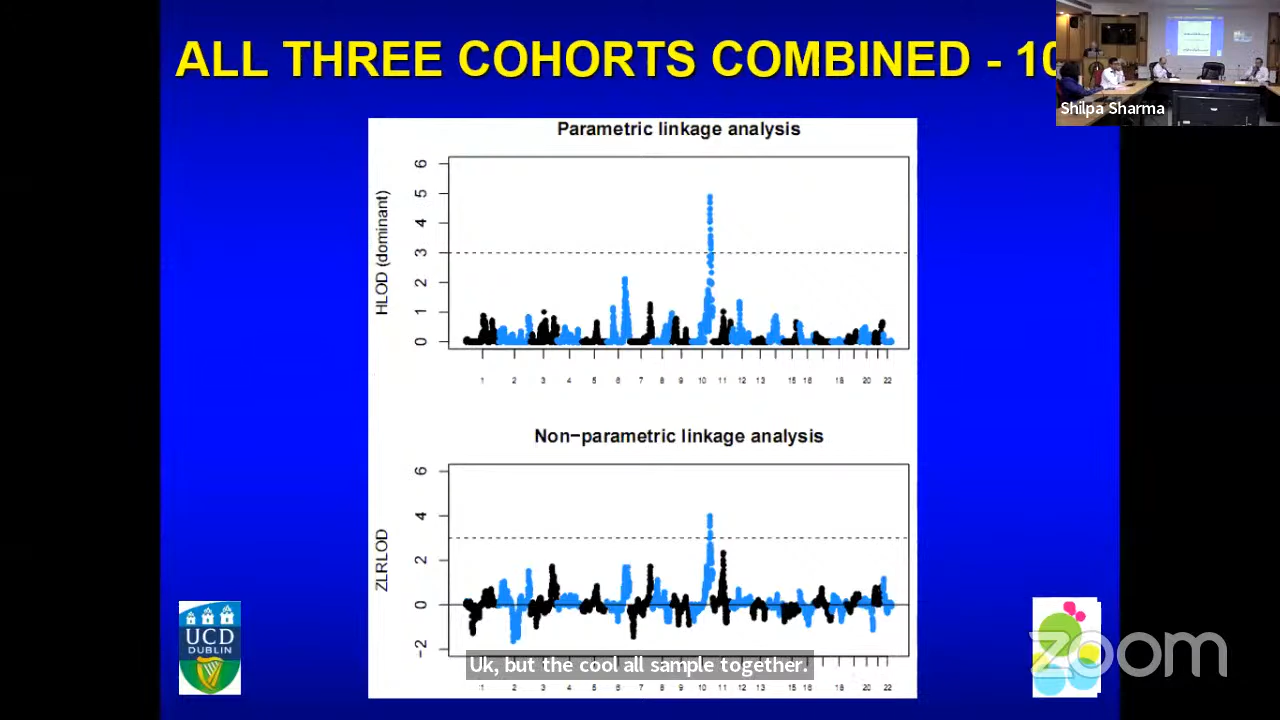 ALL THREE COHORTS COMBINED - 10
Shilpa Sharma
Parametric linkage analysis
HLOD (dominant)
6
5
4
3
2
1
0
1 2 3 4 5 6 7 8 9 10 11 12 13 15 16 18 20 22
Non-parametric linkage analysis
ZLRLOD
6
4
2
0
-2
1 2 3 4 5 6 7 8 9 10 11 12 13 15 16 18 20 22
UCD
DUBLIN
Uk, but the cool all sample together.
zoom